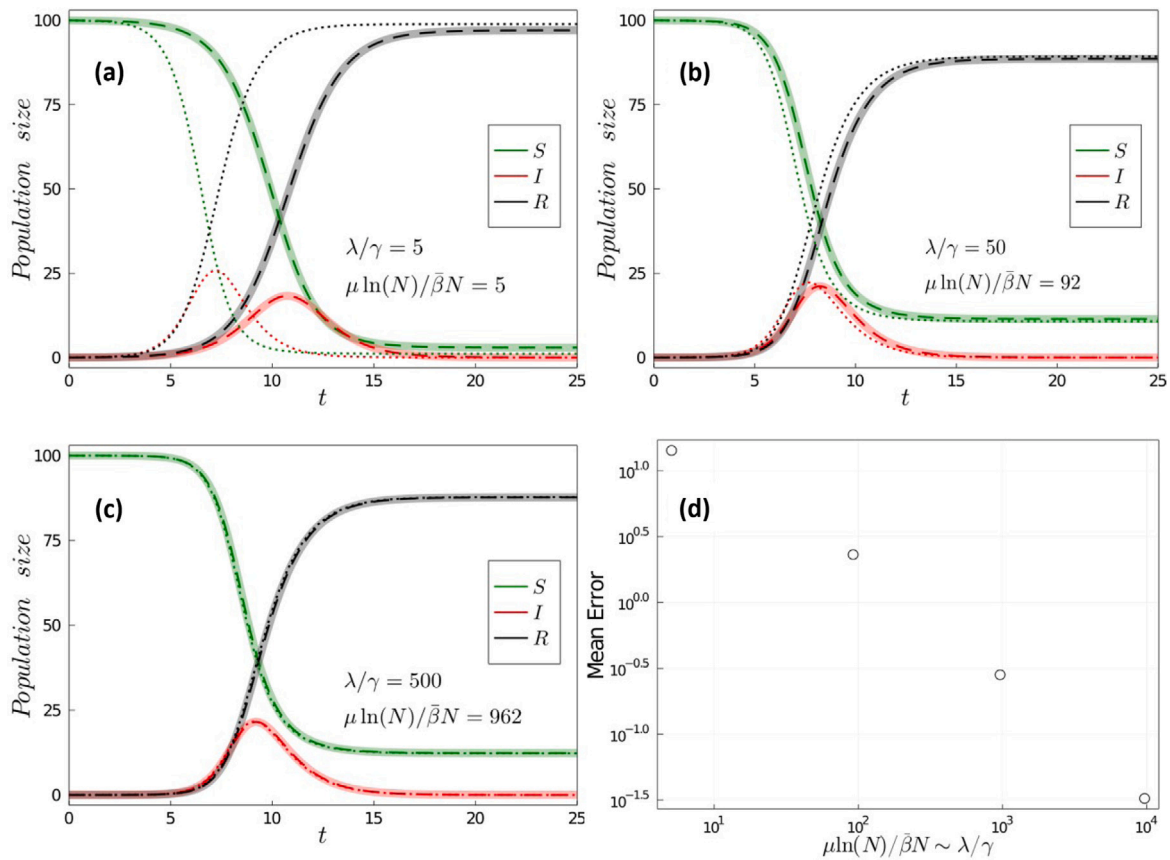 100
75
50
25
0
Population size
(a)
S
I
R
λ/γ = 5
μ ln(N)/β̄N = 5
0 5 10 15 20 25
t
100
75
50
25
0
Population size
(b)
S
I
R
λ/γ = 50
μ ln(N)/β̄N = 92
0 5 10 15 20 25
t
100
75
50
25
0
Population size
(c)
S
I
R
λ/γ = 500
μ ln(N)/β̄N = 962
0 5 10 15 20 25
t
(d)
10^1.0
10^0.5
10^0.0
10^−0.5
10^−1.0
10^−1.5
Mean Error
10^1 10^2 10^3 10^4
μln(N)/β̄N ∼ λ/γ